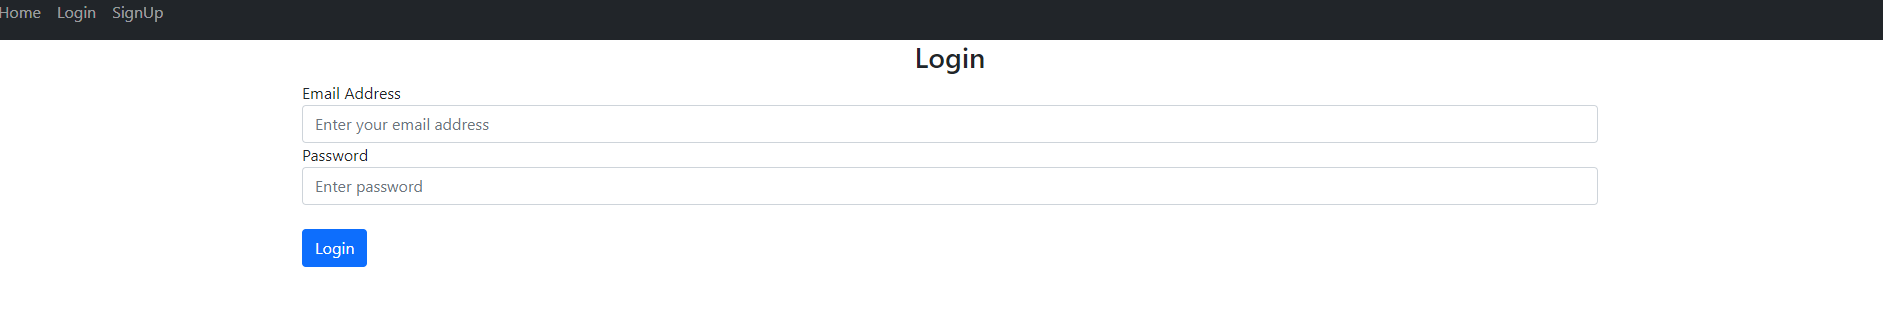 Home Login SignUp
Login
Email Address
Enter your email address
Password
Enter password
Login